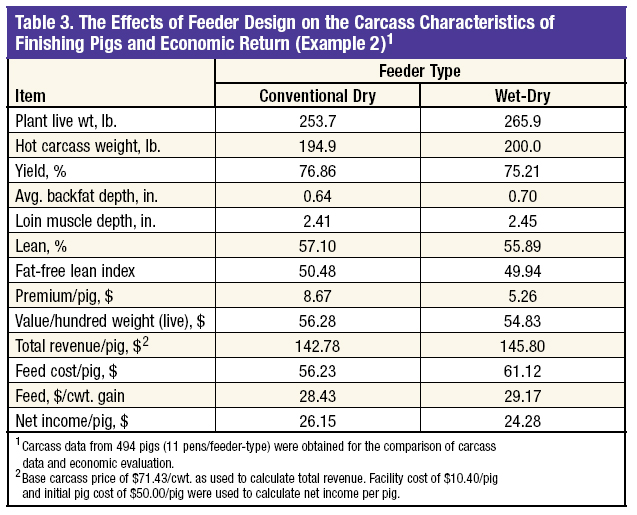 Table 3. The Effects of Feeder Design on the Carcass Characteristics of
Finishing Pigs and Economic Return (Example 2)1
Feeder Type
Item Conventional Dry Wet-Dry
Plant live wt, lb. 253.7 265.9
Hot carcass weight, lb. 194.9 200.0
Yield, % 76.86 75.21
Avg. backfat depth, in. 0.64 0.70
Loin muscle depth, in. 2.41 2.45
Lean, % 57.10 55.89
Fat-free lean index 50.48 49.94
Premium/pig, $ 8.67 5.26
Value/hundred weight (live), $ 56.28 54.83
Total revenue/pig, $2 142.78 145.80
Feed cost/pig, $ 56.23 61.12
Feed, $/cwt. gain 28.43 29.17
Net income/pig, $ 26.15 24.28
1 Carcass data from 494 pigs (11 pens/feeder-type) were obtained for the comparison of carcass
data and economic evaluation.
2 Base carcass price of $71.43/cwt. as used to calculate total revenue. Facility cost of $10.40/pig
and initial pig cost of $50.00/pig were used to calculate net income per pig.